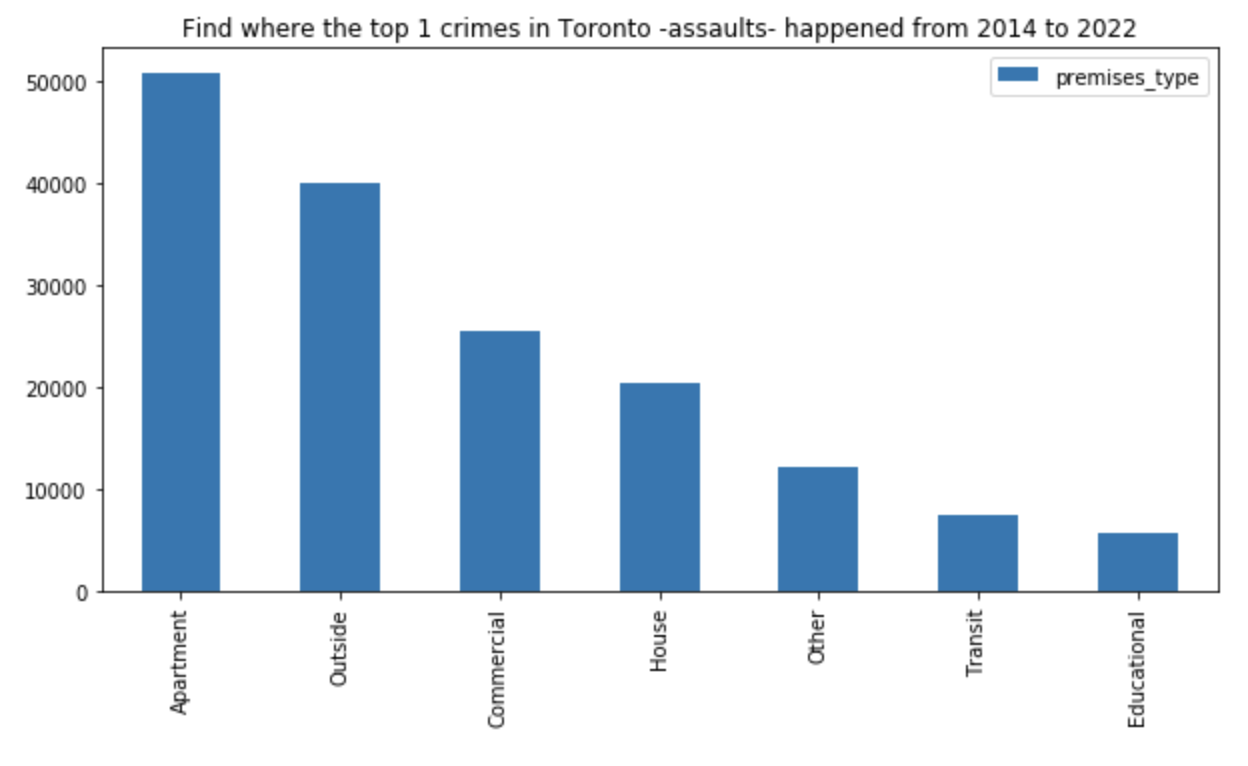 Find where the top 1 crimes in Toronto -assaults- happened from 2014 to 2022
premises_type
50000
40000
30000
20000
10000
0
Apartment
Outside
Commercial
House
Other
Transit
Educational